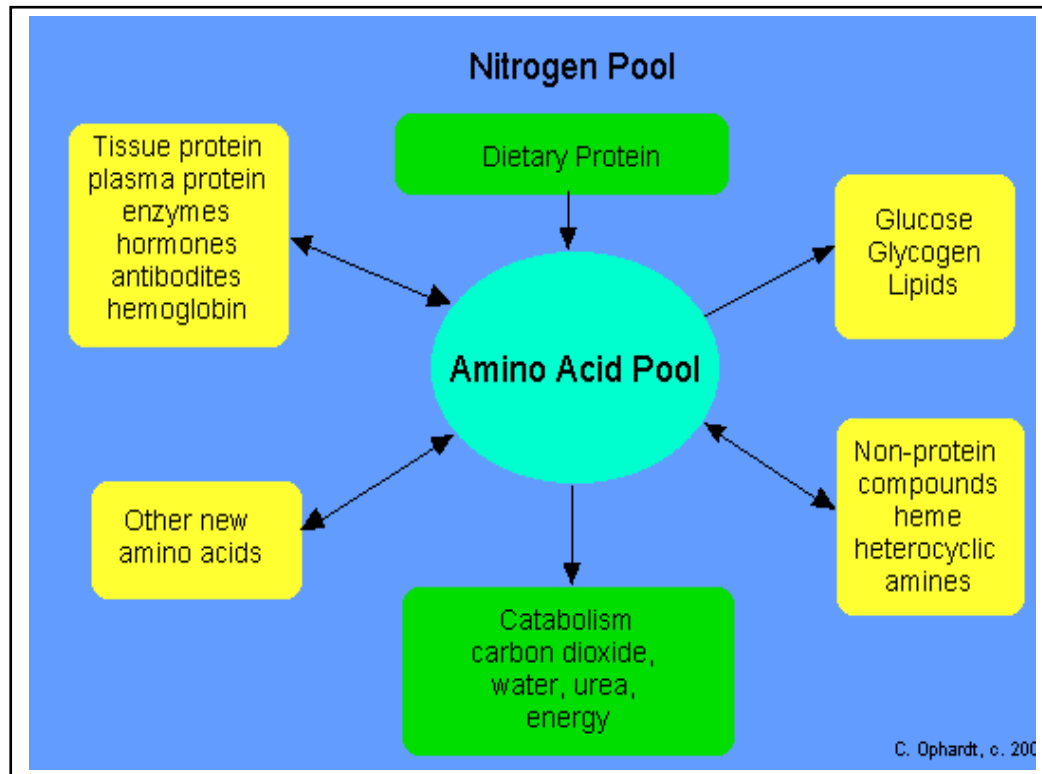 Nitrogen Pool
Dietary Protein
Tissue protein
plasma protein
enzymes
hormones
antibodites
hemoglobin
Glucose
Glycogen
Lipids
Amino Acid Pool
Other new
amino acids
Non-protein
compounds
heme
heterocyclic
amines
Catabolism
carbon dioxide,
water, urea,
energy
C. Ophardt, c. 200